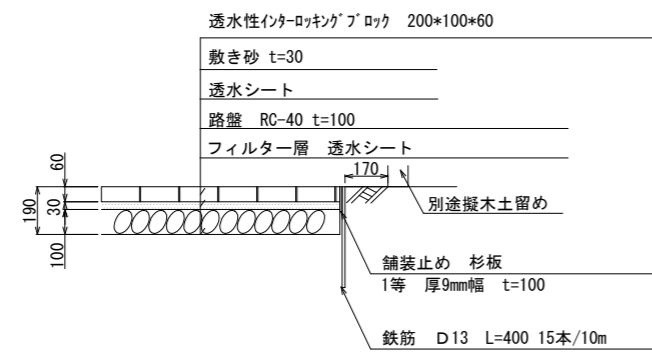 透水性ｲﾝﾀｰﾛｯｷﾝｸﾞﾌﾞﾛｯｸ 200*100*60
敷き砂 t=30
透水シート
路盤 RC-40 t=100
フィルター層 透水シート
170
60
30
190
100
別途擬木土留め
舗装止め 杉板
1等 厚9mm幅 t=100
鉄筋 D13 L=400 15本/10m